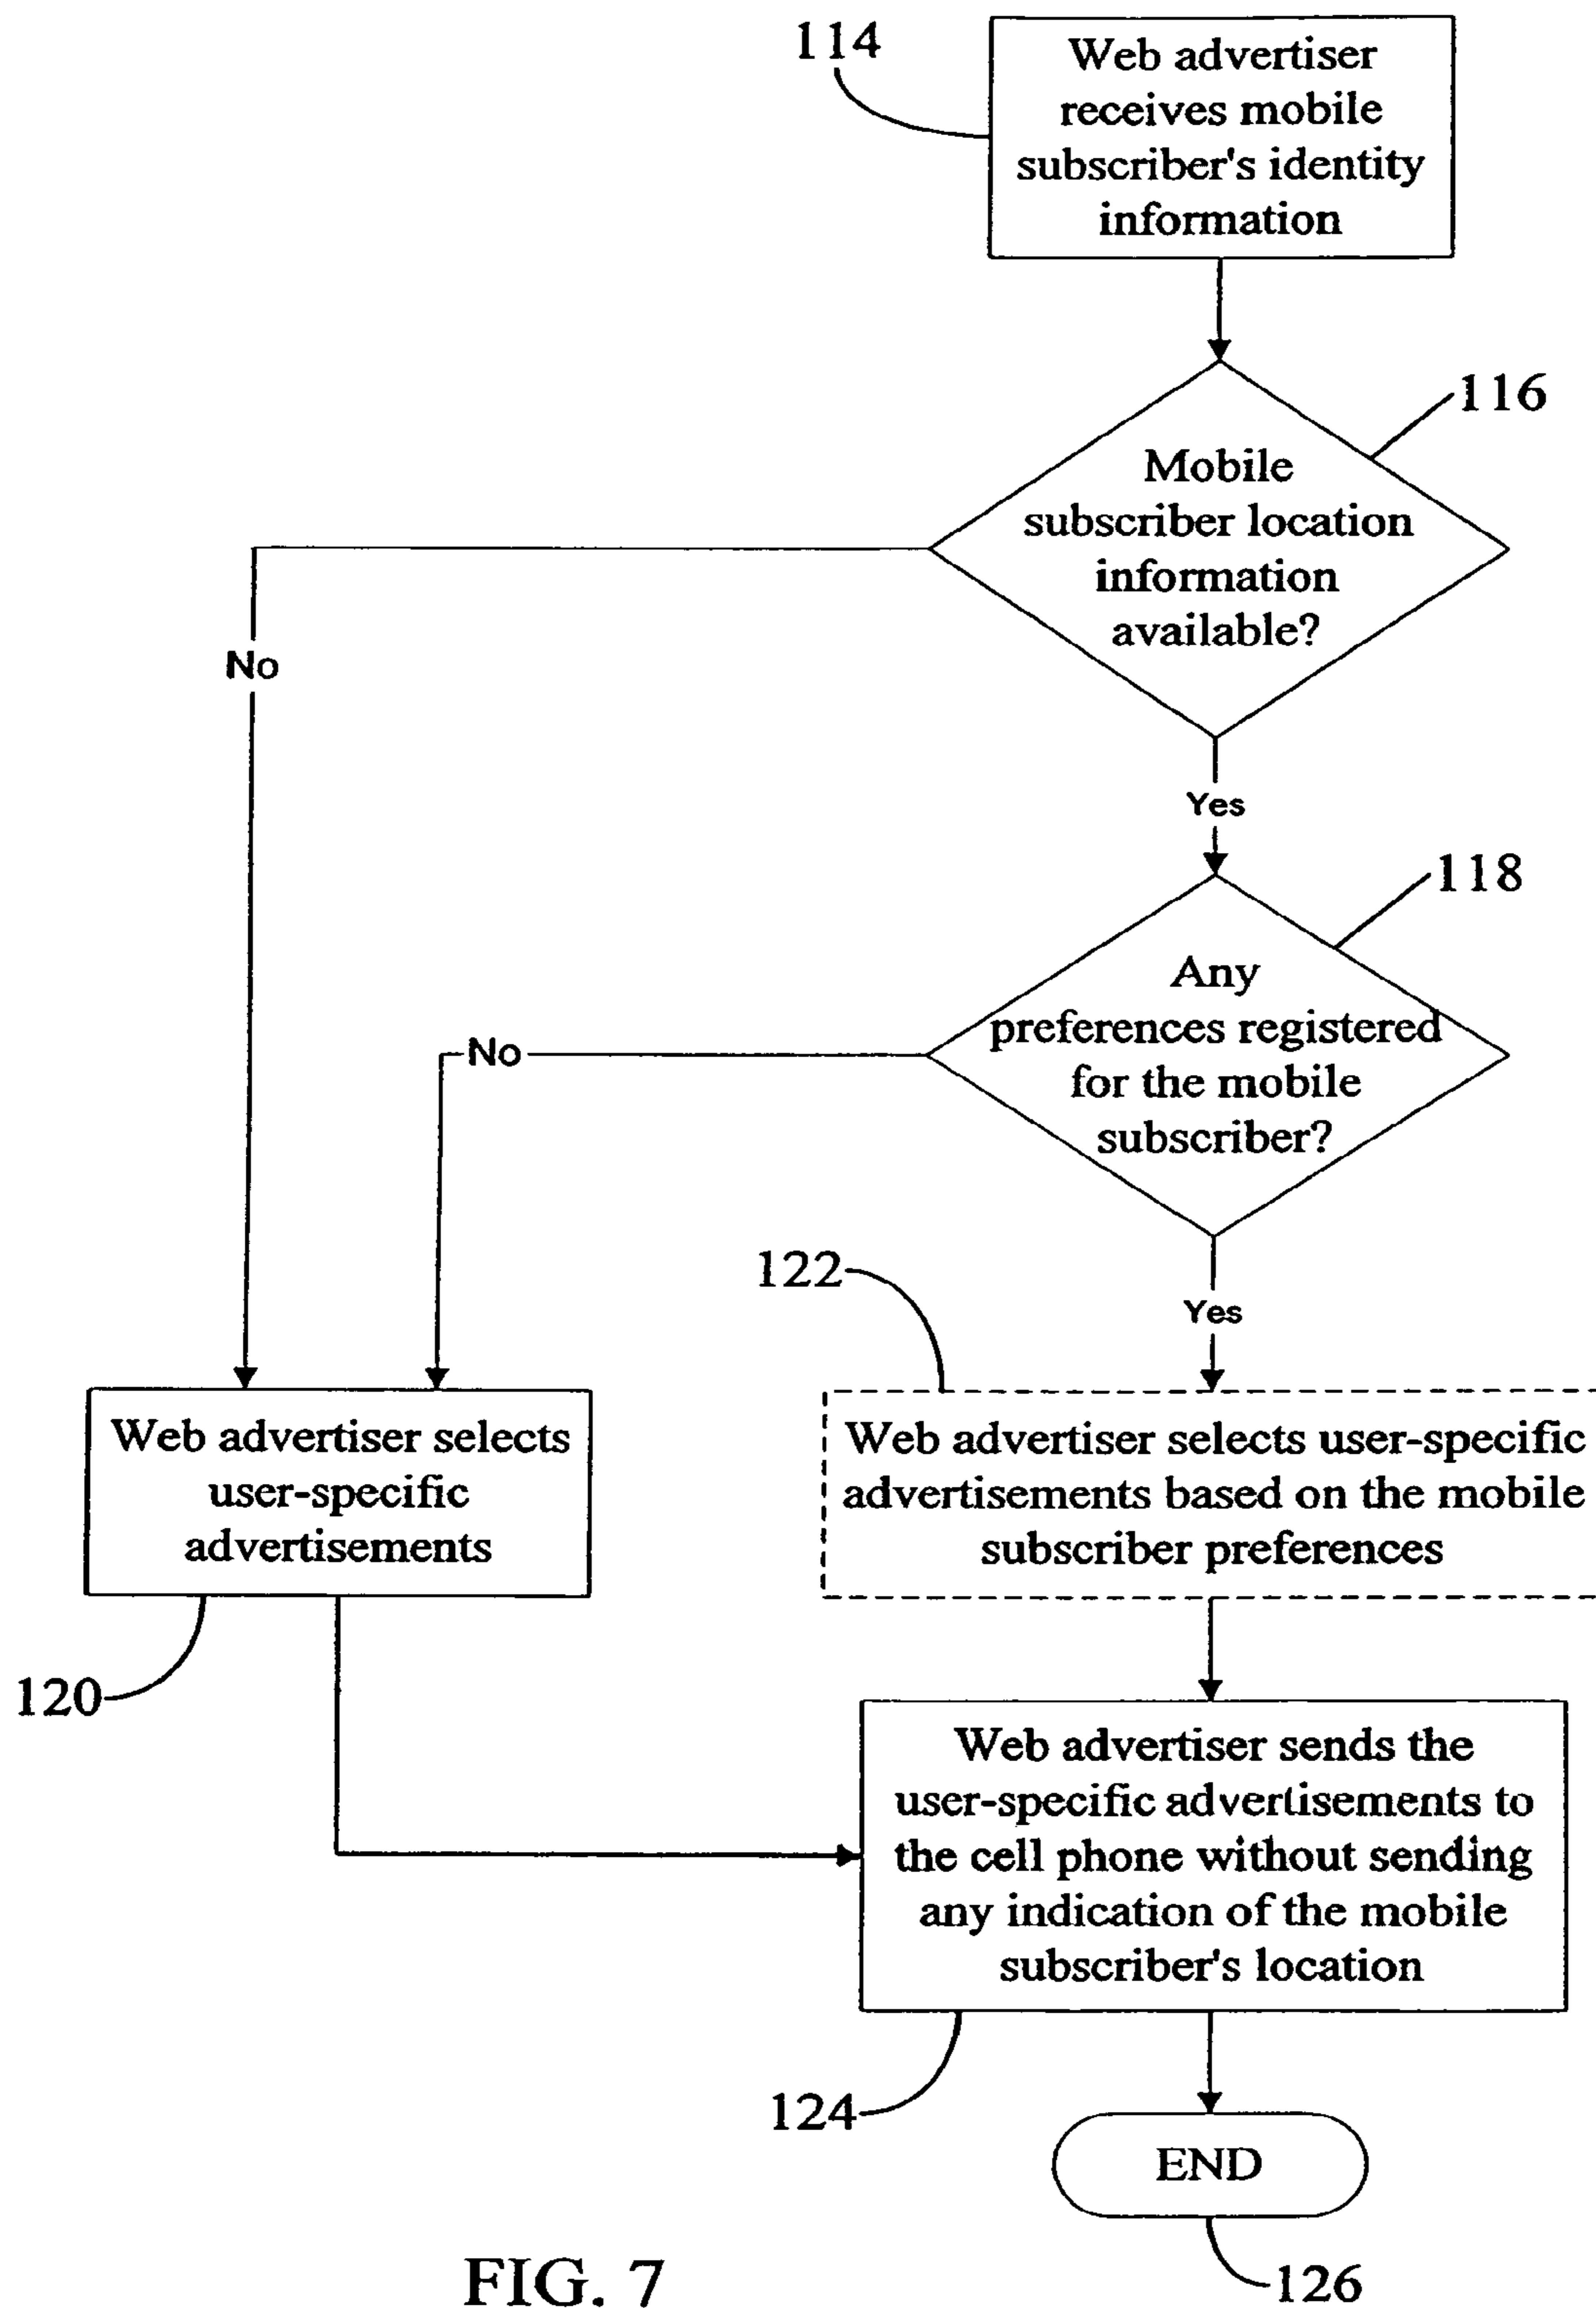 114
Web advertiser
receives mobile
subscriber's identity
information
116
Mobile
subscriber location
information
available?
No
Yes
118
Any
preferences registered
for the mobile
subscriber?
No
Yes
122
Web advertiser selects
user-specific
advertisements
Web advertiser selects user-specific
advertisements based on the mobile
subscriber preferences
120
Web advertiser sends the
user-specific advertisements to
the cell phone without sending
any indication of the mobile
subscriber's location
124
END
126
FIG. 7